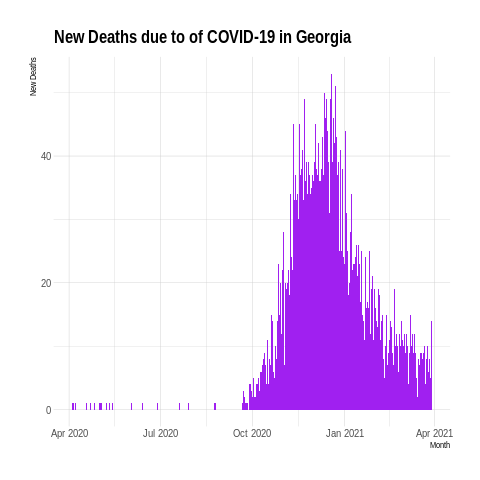 New Deaths due to of COVID-19 in Georgia
New Deaths
40
20
0
Apr 2020 Jul 2020 Oct 2020 Jan 2021 Apr 2021
Month